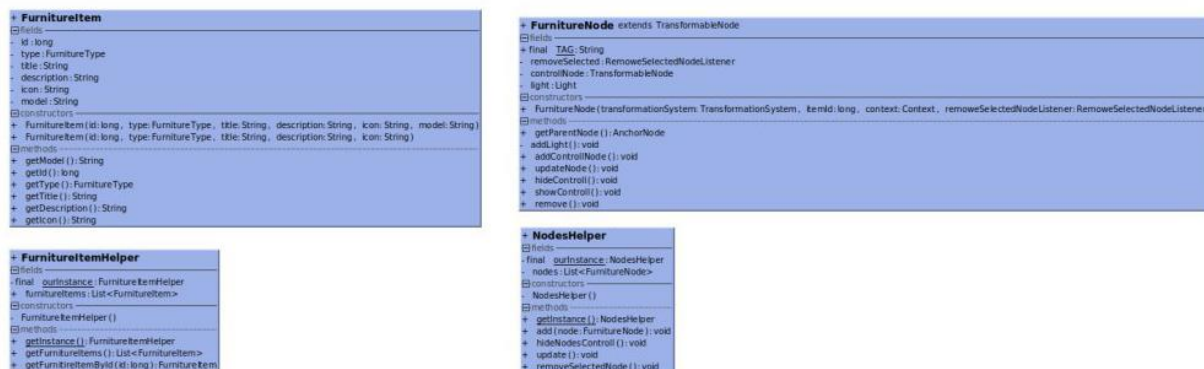 + FurnitureItem
fields
- id : long
- type : FurnitureType
- title : String
- description : String
- icon : String
- model : String
constructors
+ FurnitureItem (id: long, type: FurnitureType, title: String, description: String, icon: String, model: String)
+ FurnitureItem (id: long, type: FurnitureType, title: String, description: String, icon: String)
methods
+ getModel () : String
+ getId () : long
+ getType () : FurnitureType
+ getTitle () : String
+ getDescription () : String
+ getIcon () : String
+ FurnitureItemHelper
fields
- final ourInstance : FurnitureItemHelper
+ furnitureItems : List<FurnitureItem>
constructors
- FurnitureItemHelper ()
methods
+ getInstance () : FurnitureItemHelper
+ getFurnitureItems () : List<FurnitureItem>
+ getFurnitireItemById (id: long) : FurnitureItem
+ FurnitureNode extends TransformableNode
fields
+ final TAG : String
- removeSelected : RemoweSelectedNodeListener
- controllNode : TransformableNode
- light : Light
constructors
+ FurnitureNode (transformationSystem: TransformationSystem, itemId: long, context: Context, removeSelectedNodeListener: RemoweSelectedNodeListener
methods
+ getParentNode () : AnchorNode
- addLight () : void
+ addControllNode () : void
+ updateNode () : void
+ hideControll () : void
+ showControll () : void
+ remove () : void
+ NodesHelper
fields
- final ourInstance : NodesHelper
- nodes : List<FurnitureNode>
constructors
- NodesHelper ()
methods
+ getInstance () : NodesHelper
+ add (node: FurnitureNode) : void
+ hideNodesControll () : void
+ update () : void
+ removeSelectedNode () : void